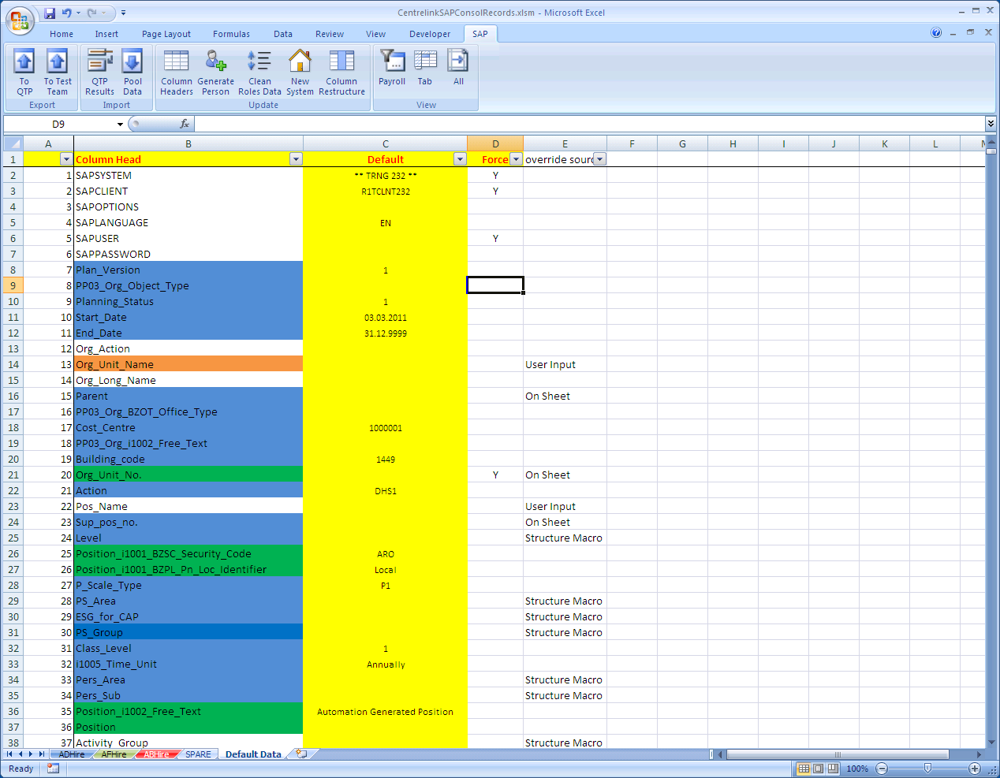 CentrelinkSAPConsolRecords.xlsm - Microsoft Excel
Home Insert Page Layout Formulas Data Review View Developer SAP
To QTP To Test Team QTP Results Pool Data Column Headers Generate Person Clean Roles Data New System Column Restructure Payroll Tab All
Export Import Update View
D9 fx
A B C D E F G H I J K L
1 Column Head Default Force override sourc
2 1 SAPSYSTEM ** TRNG 232 ** Y
3 2 SAPCLIENT R1TCLNT232 Y
4 3 SAPOPTIONS
5 4 SAPLANGUAGE EN
6 5 SAPUSER Y
7 6 SAPPASSWORD
8 7 Plan_Version 1
9 8 PP03_Org_Object_Type
10 9 Planning_Status 1
11 10 Start_Date 03.03.2011
12 11 End_Date 31.12.9999
13 12 Org_Action
14 13 Org_Unit_Name User Input
15 14 Org_Long_Name
16 15 Parent On Sheet
17 16 PP03_Org_BZOT_Office_Type
18 17 Cost_Centre 1000001
19 18 PP03_Org_i1002_Free_Text
20 19 Building_code 1449
21 20 Org_Unit_No. Y On Sheet
22 21 Action DHS1
23 22 Pos_Name User Input
24 23 Sup_pos_no. On Sheet
25 24 Level Structure Macro
26 25 Position_i1001_BZSC_Security_Code ARO
27 26 Position_i1001_BZPL_Pn_Loc_Identifier Local
28 27 P_Scale_Type P1
29 28 PS_Area Structure Macro
30 29 ESG_for_CAP Structure Macro
31 30 PS_Group Structure Macro
32 31 Class_Level 1
33 32 i1005_Time_Unit Annually
34 33 Pers_Area Structure Macro
35 34 Pers_Sub Structure Macro
36 35 Position_i1002_Free_Text Automation Generated Position
37 36 Position
38 37 Activity_Group Structure Macro
ADHire AFHire ABHire SPARE Default Data
Ready 100%